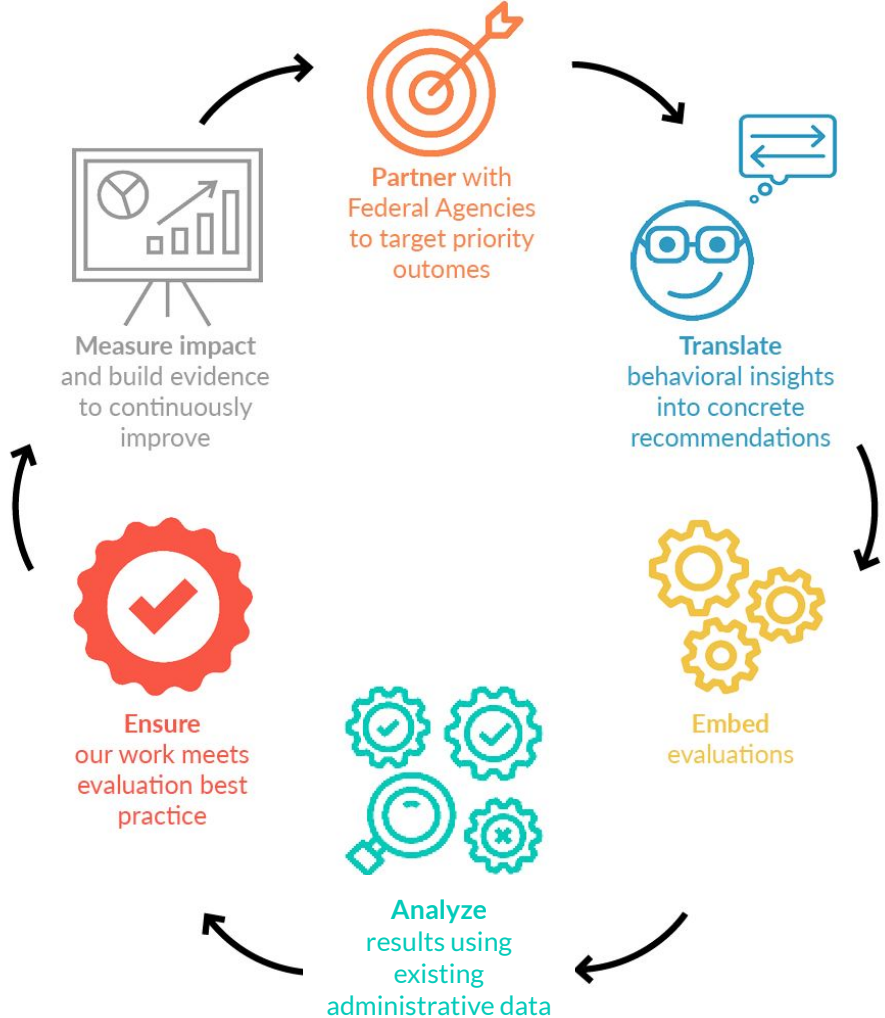 Partner with
Federal Agencies
to target priority
outcomes
Translate
behavioral insights
into concrete
recommendations
Embed
evaluations
Analyze
results using
existing
administrative data
Ensure
our work meets
evaluation best
practice
Measure impact
and build evidence
to continuously
improve